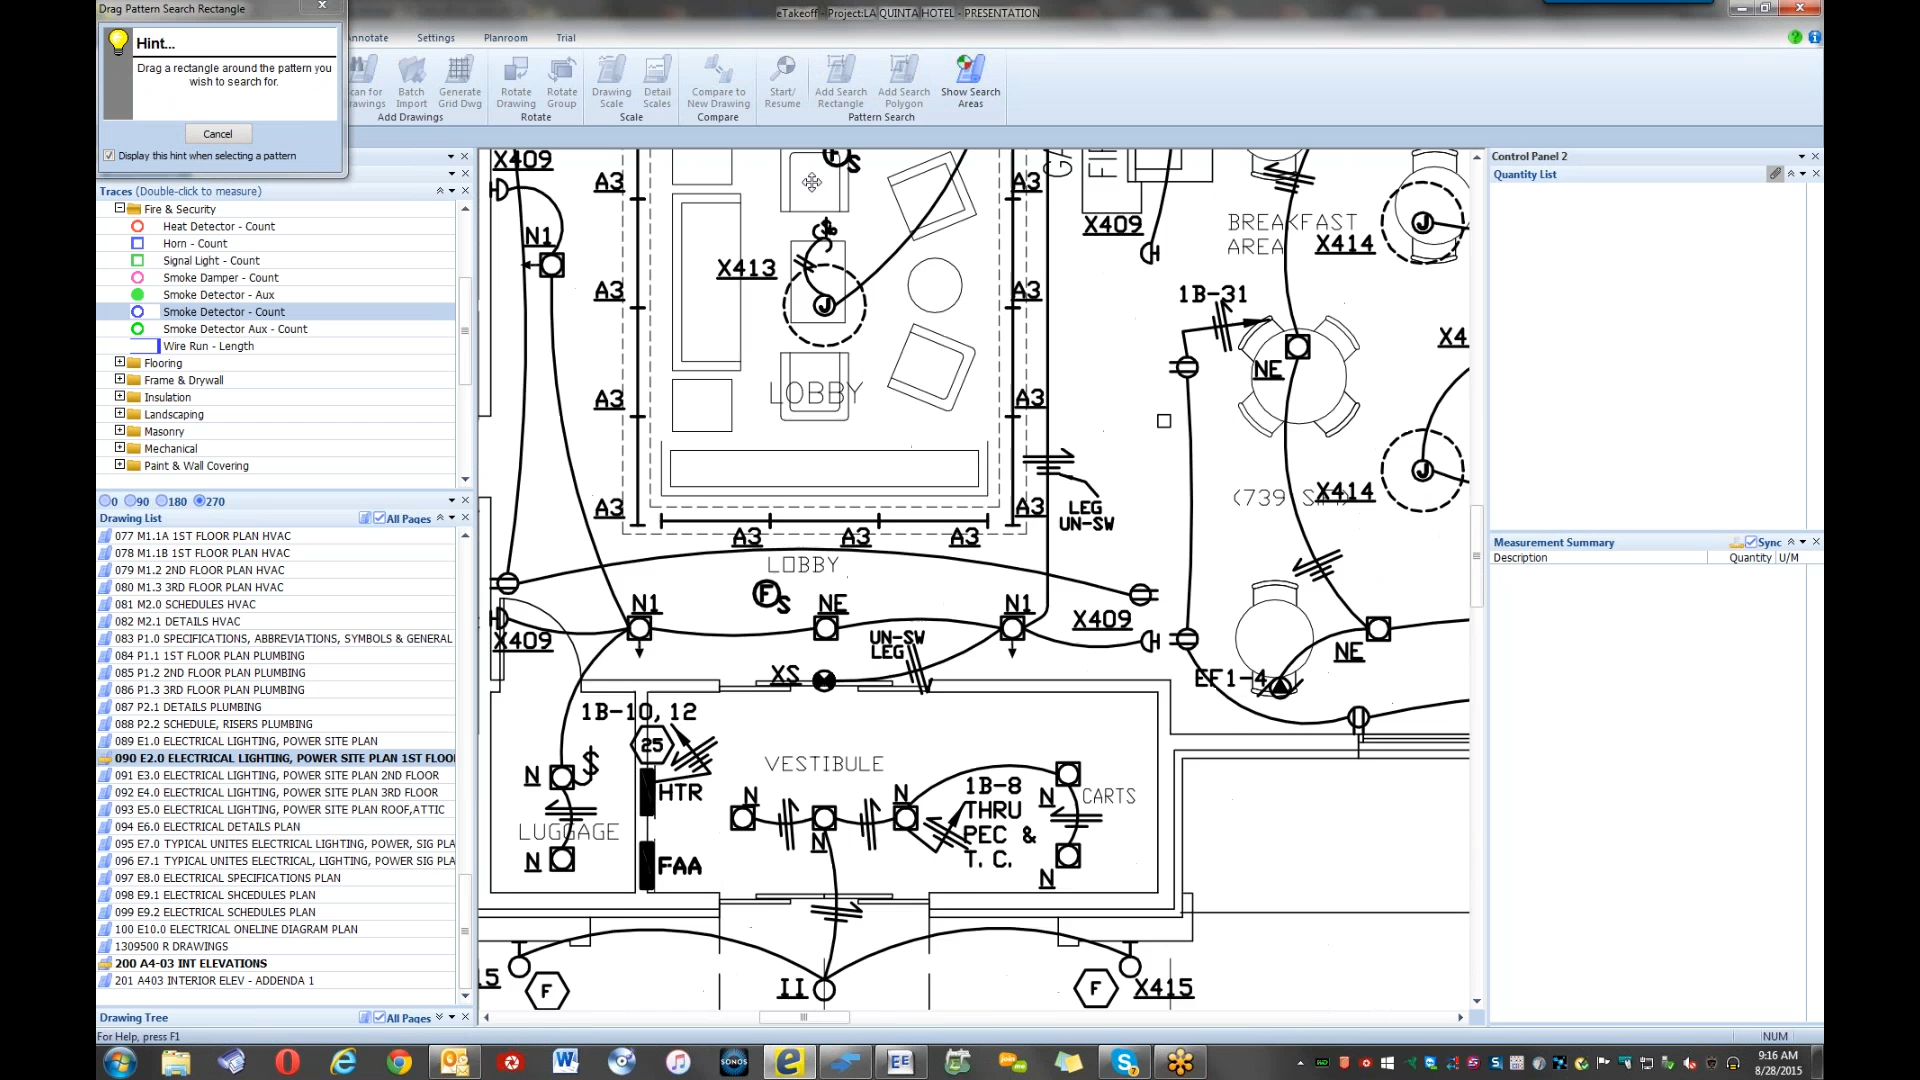 Drag Pattern Search Rectangle
eTakeoff - Project:LA QUINTA HOTEL - PRESENTATION
Hint...
Drag a rectangle around the pattern you
wish to search for.
Cancel
Display this hint when selecting a pattern
Settings
Planroom
Trial
Batch Import
Generate Grid Dwg
Add Drawings
Rotate Drawing
Rotate Group
Rotate
Drawing Scale
Detail Scales
Scale
Compare to New Drawing
Compare
Start/ Resume
Add Search Rectangle
Add Search Polygon
Show Search Areas
Pattern Search
Traces (Double-click to measure)
Fire & Security
Heat Detector - Count
Horn - Count
Signal Light - Count
Smoke Damper - Count
Smoke Detector - Aux
Smoke Detector - Count
Smoke Detector Aux - Count
Wire Run - Length
Flooring
Frame & Drywall
Insulation
Landscaping
Masonry
Mechanical
Paint & Wall Covering
0 90 180 270
Drawing List All Pages
077 M1.1A 1ST FLOOR PLAN HVAC
078 M1.1B 1ST FLOOR PLAN HVAC
079 M1.2 2ND FLOOR PLAN HVAC
080 M1.3 3RD FLOOR PLAN HVAC
081 M2.0 SCHEDULES HVAC
082 M2.1 DETAILS HVAC
083 P1.0 SPECIFICATIONS, ABBREVIATIONS, SYMBOLS & GENERAL
084 P1.1 1ST FLOOR PLAN PLUMBING
085 P1.2 2ND FLOOR PLAN PLUMBING
086 P1.3 3RD FLOOR PLAN PLUMBING
087 P2.1 DETAILS PLUMBING
088 P2.2 SCHEDULE, RISERS PLUMBING
089 E1.0 ELECTRICAL LIGHTING, POWER SITE PLAN
090 E2.0 ELECTRICAL LIGHTING, POWER SITE PLAN 1ST FLOO
091 E3.0 ELECTRICAL LIGHTING, POWER SITE PLAN 2ND FLOOR
092 E4.0 ELECTRICAL LIGHTING, POWER SITE PLAN 3RD FLOOR
093 E5.0 ELECTRICAL LIGHTING, POWER SITE PLAN ROOF,ATTIC
094 E6.0 ELECTRICAL DETAILS PLAN
095 E7.0 TYPICAL UNITES ELECTRICAL LIGHTING, POWER, SIG PLA
096 E7.1 TYPICAL UNITES ELECTRICAL, LIGHTING, POWER SIG PLA
097 E8.0 ELECTRICAL SPECIFICATIONS PLAN
098 E9.1 ELECTRICAL SHCEDULES PLAN
099 E9.2 ELECTRICAL SCHEDULES PLAN
100 E10.0 ELECTRICAL ONELINE DIAGRAM PLAN
1309500 R DRAWINGS
200 A4-03 INT ELEVATIONS
201 A403 INTERIOR ELEV - ADDENDA 1
Drawing Tree All Pages
For Help, press F1
X409
A3
A3
X409
BREAKFAST
AREA
X414
J
N1
X413
J
A3
A3
1B-31
NE
LOBBY
A3
A3
J
(739
X414
A3
A3
LEG
UN-SW
A3 A3 A3
LOBBY
F S
N1
NE
N1
X409
X409
UN-SW
LEG
NE
XS
EF1-4
1B-10, 12
25
$
N
HTR
VESTIBULE
N
N
N
1B-8
THRU
PEC &
T. C.
N
CARTS
LUGGAGE
N
FAA
N
F
II
F
X415
Control Panel 2
Quantity List
Measurement Summary Sync
Description Quantity U/M
NUM
SONOS
EE
9:16 AM
8/28/2015